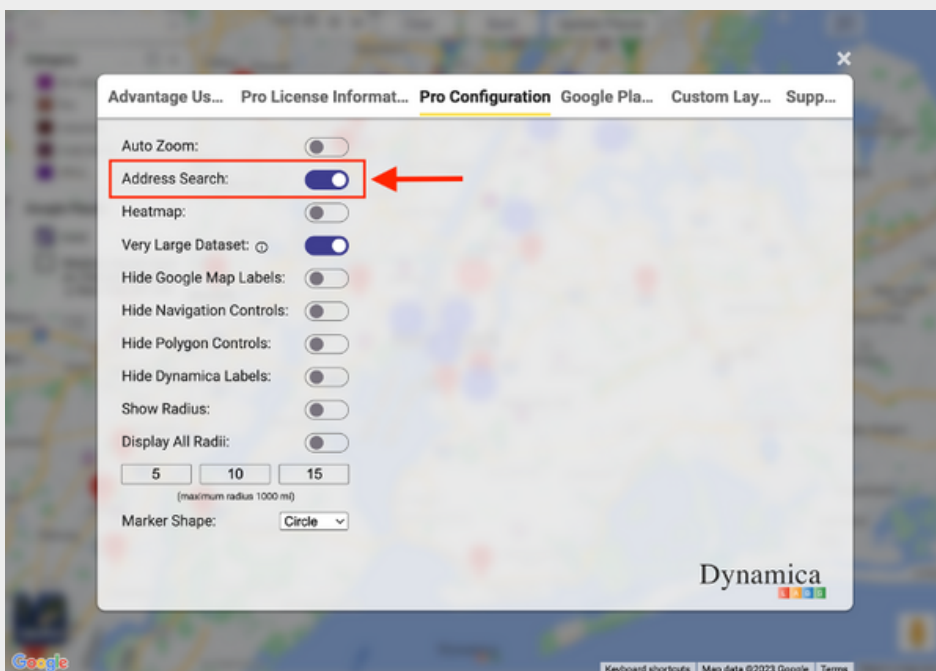 Advantage Us... Pro License Informat... Pro Configuration Google Pla... Custom Lay... Supp...
Auto Zoom:
Address Search:
Heatmap:
Very Large Dataset:
Hide Google Map Labels:
Hide Navigation Controls:
Hide Polygon Controls:
Hide Dynamica Labels:
Show Radius:
Display All Radii:
5 10 15
(maximum radius 1000 mi)
Marker Shape: Circle
Dynamica
LABS
Google
Keyboard shortcuts Map data ©2023 Google Terms